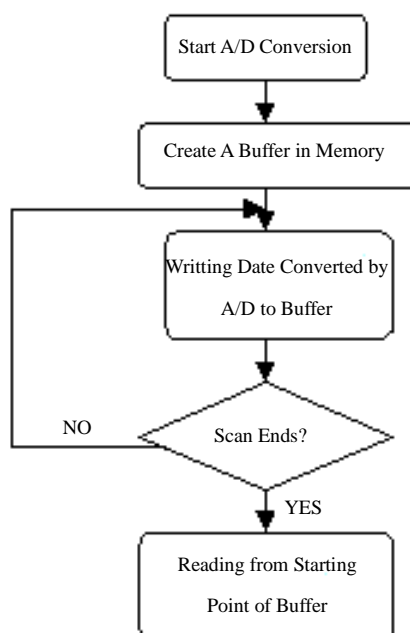 Start A/D Conversion
Create A Buffer in Memory
Writting Date Converted by
A/D to Buffer
Scan Ends?
NO
YES
Reading from Starting
Point of Buffer